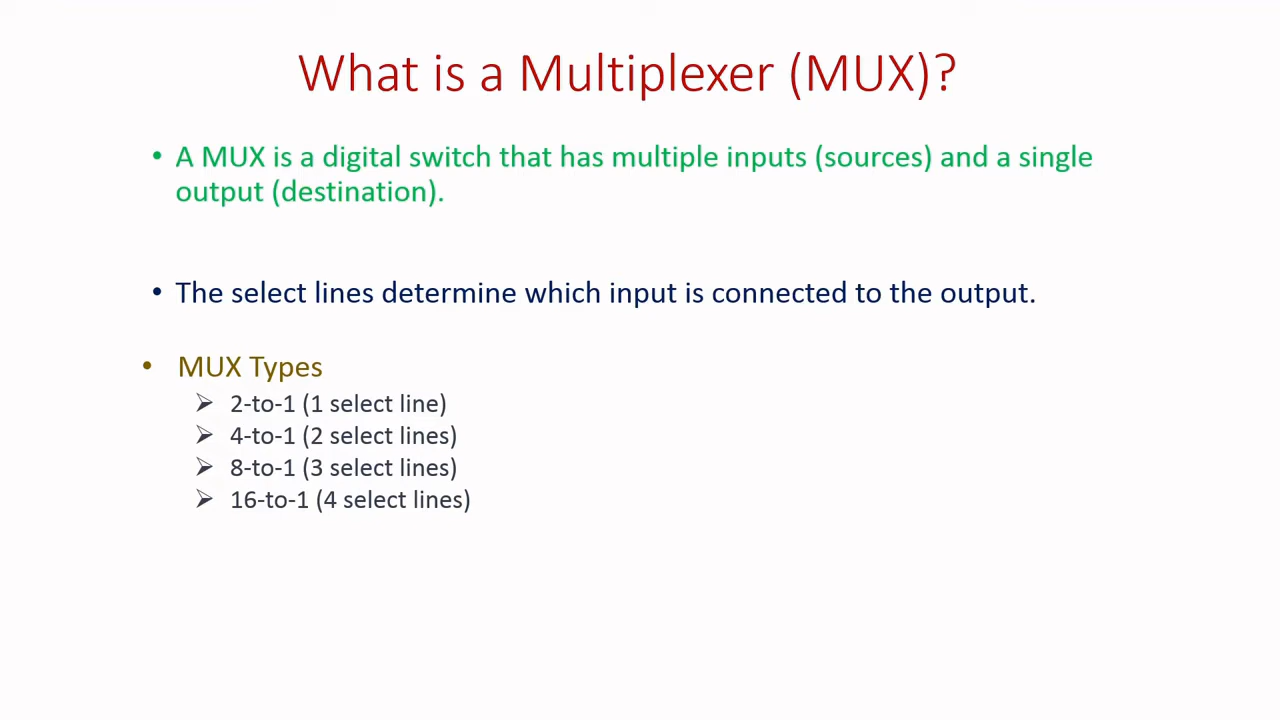 What is a Multiplexer (MUX)?
• A MUX is a digital switch that has multiple inputs (sources) and a single
output (destination).
• The select lines determine which input is connected to the output.
• MUX Types
➢ 2-to-1 (1 select line)
➢ 4-to-1 (2 select lines)
➢ 8-to-1 (3 select lines)
➢ 16-to-1 (4 select lines)